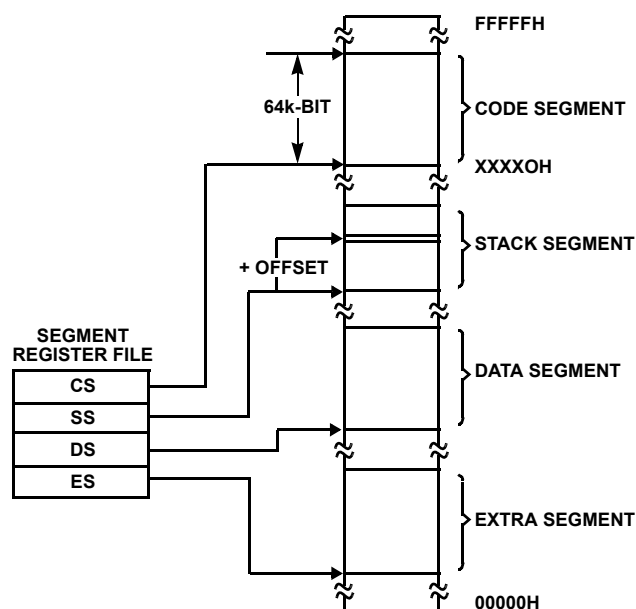 FFFFFH
64k-BIT
CODE SEGMENT
XXXXOH
STACK SEGMENT
+ OFFSET
SEGMENT
REGISTER FILE
CS
SS
DS
ES
DATA SEGMENT
EXTRA SEGMENT
00000H